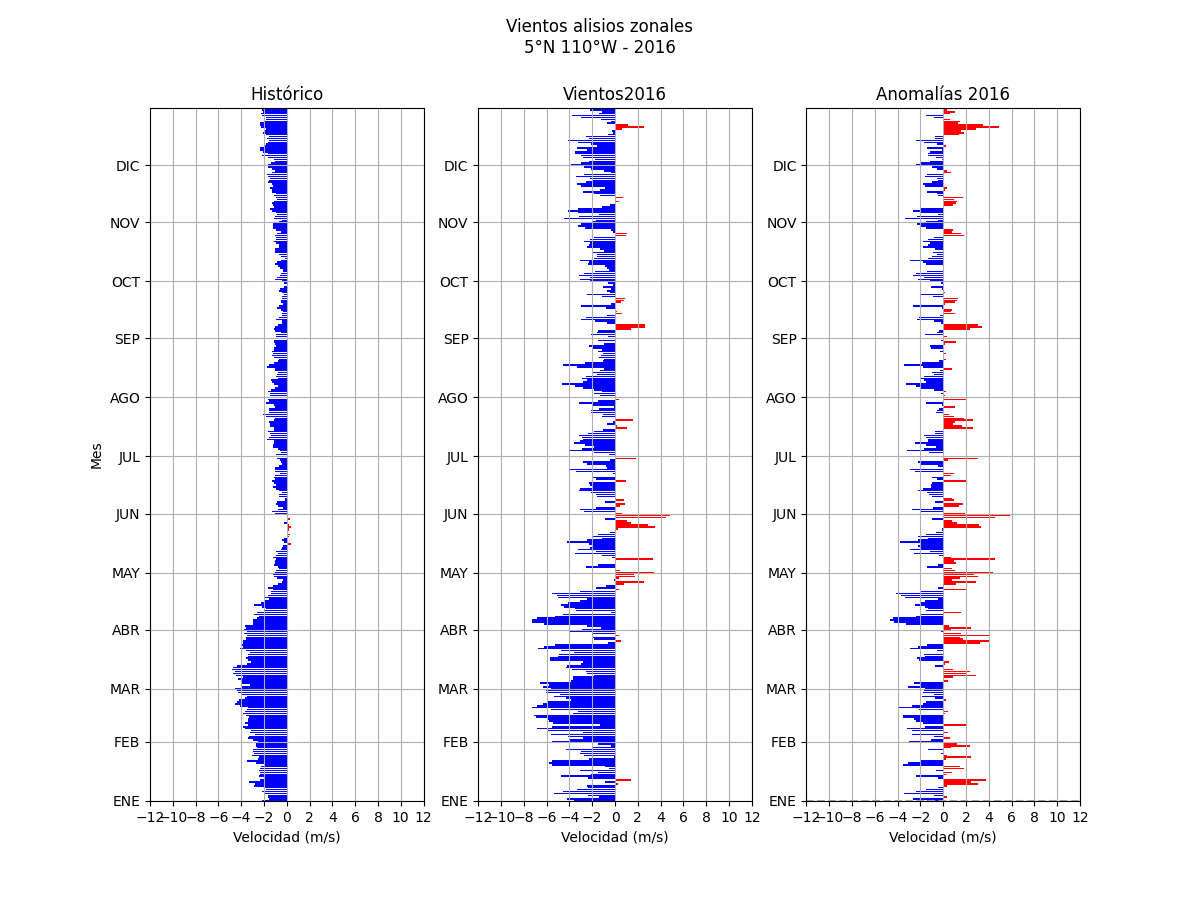 Vientos alisios zonales
5°N 110°W - 2016
Histórico
Vientos2016
Anomalías 2016
DIC
NOV
OCT
SEP
AGO
JUL
JUN
MAY
ABR
MAR
FEB
ENE
Mes
DIC
NOV
OCT
SEP
AGO
JUL
JUN
MAY
ABR
MAR
FEB
ENE
DIC
NOV
OCT
SEP
AGO
JUL
JUN
MAY
ABR
MAR
FEB
ENE
−12 −10 −8 −6 −4 −2 0 2 4 6 8 10 12
−12 −10 −8 −6 −4 −2 0 2 4 6 8 10 12
−12 −10 −8 −6 −4 −2 0 2 4 6 8 10 12
Velocidad (m/s)
Velocidad (m/s)
Velocidad (m/s)